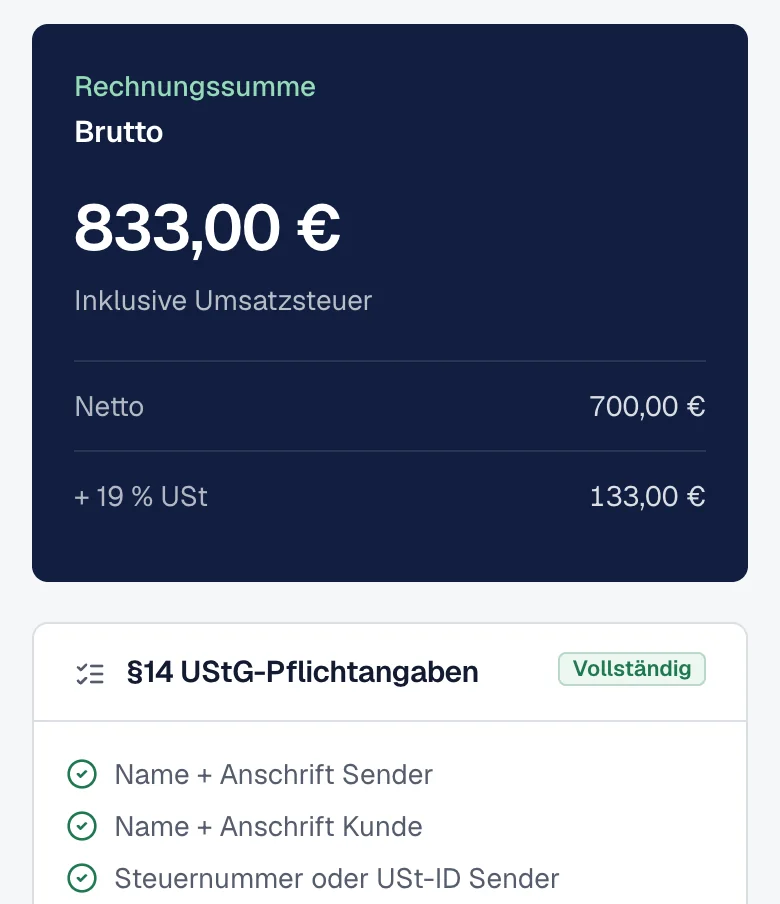 Rechnungssumme
Brutto
833,00 €
Inklusive Umsatzsteuer
Netto 700,00 €
+ 19 % USt 133,00 €
§14 UStG-Pflichtangaben Vollständig
Name + Anschrift Sender
Name + Anschrift Kunde
Steuernummer oder USt-ID Sender